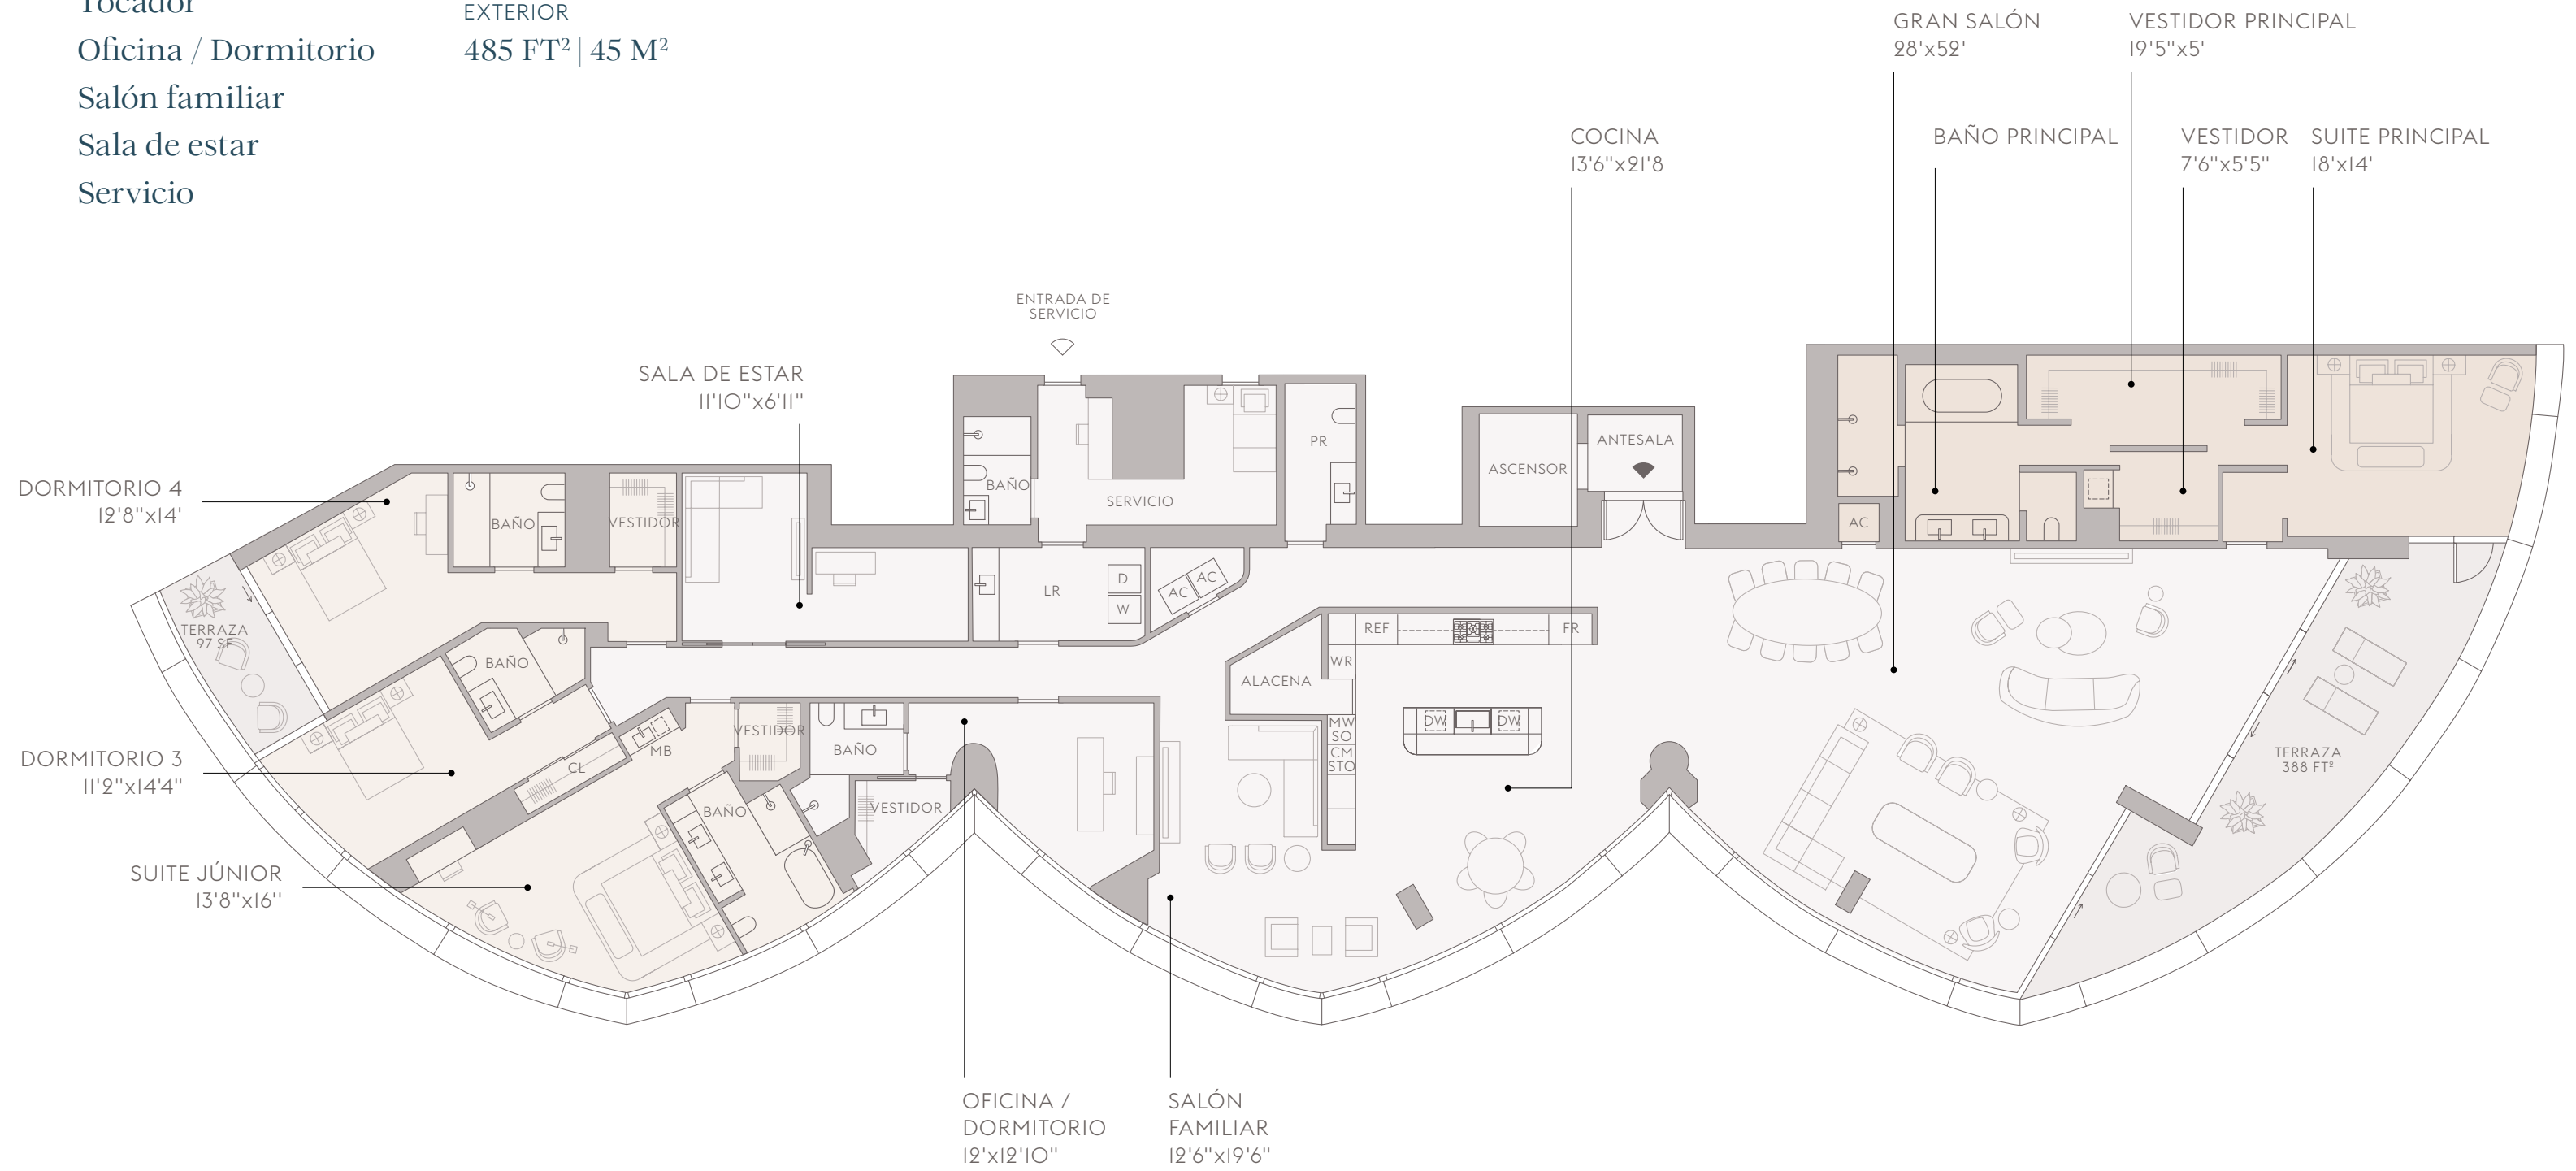 Tocador
Oficina / Dormitorio
Salón familiar
Sala de estar
Servicio
EXTERIOR
485 FT² | 45 M²
GRAN SALÓN
28'x52'
VESTIDOR PRINCIPAL
19'5"x5'
COCINA
13'6"x21'8
BAÑO PRINCIPAL
VESTIDOR
7'6"x5'5"
SUITE PRINCIPAL
18'x14'
ENTRADA DE
SERVICIO
SALA DE ESTAR
11'10"x6'11"
DORMITORIO 4
12'8"x14'
BAÑO
VESTIDOR
BAÑO
SERVICIO
PR
ASCENSOR
ANTESALA
AC
TERRAZA
97 SF
LR
D
W
AC
AC
BAÑO
ALACENA
REF
FR
WR
MW
SO
CM
STO
DW
DW
DORMITORIO 3
11'2"x14'4"
CL
MB
VESTIDOR
BAÑO
BAÑO
VESTIDOR
TERRAZA
388 FT²
SUITE JÚNIOR
13'8"x16"
OFICINA /
DORMITORIO
12'x12'10"
SALÓN
FAMILIAR
12'6"x19'6"